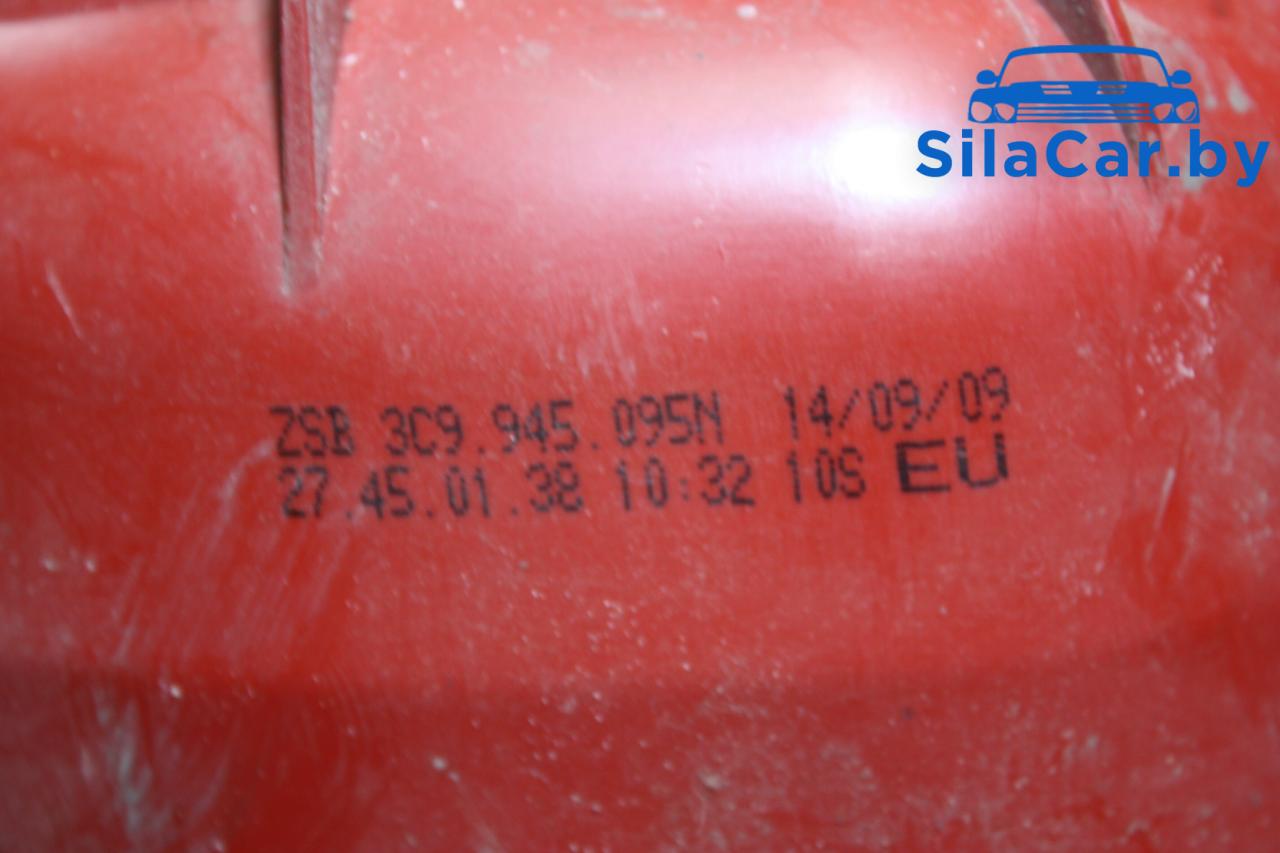 SilaCar.by
ZSB 3C9.945.095N 14/09/09
27.45.01.38 10:32 10S EU